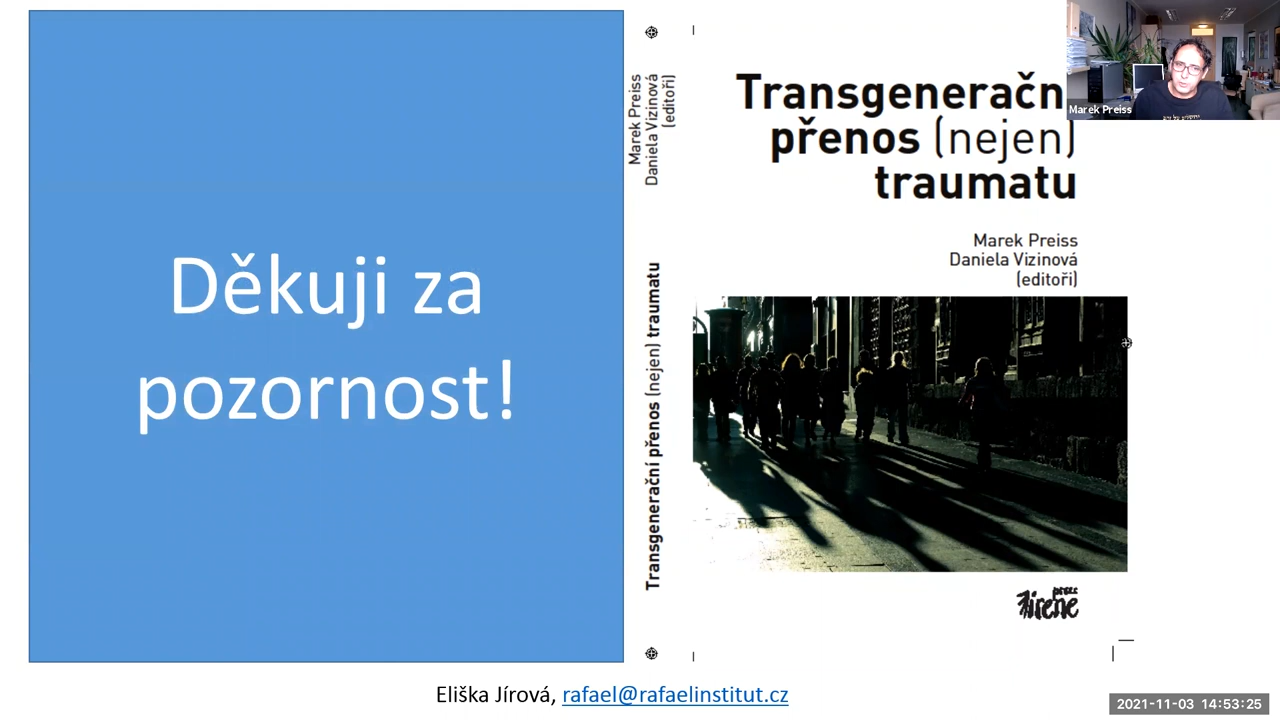 Děkuji za
pozornost!
Marek Preiss
Daniela Vizinová
(editoři)
Transgenerační přenos (nejen) traumatu
Transgeneračn
přenos (nejen)
traumatu
Marek Preiss
Daniela Vizinová
(editoři)
Irene
Marek Preiss
Eliška Jírová, rafael@rafaelinstitut.cz
2021-11-03 14:53:25